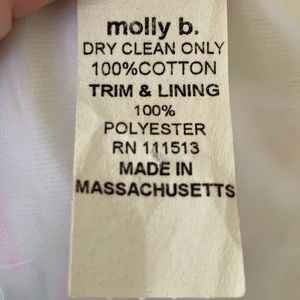 molly b.
DRY CLEAN ONLY
100%COTTON
TRIM & LINING
100%
POLYESTER
RN 111513
MADE IN
MASSACHUSETTS